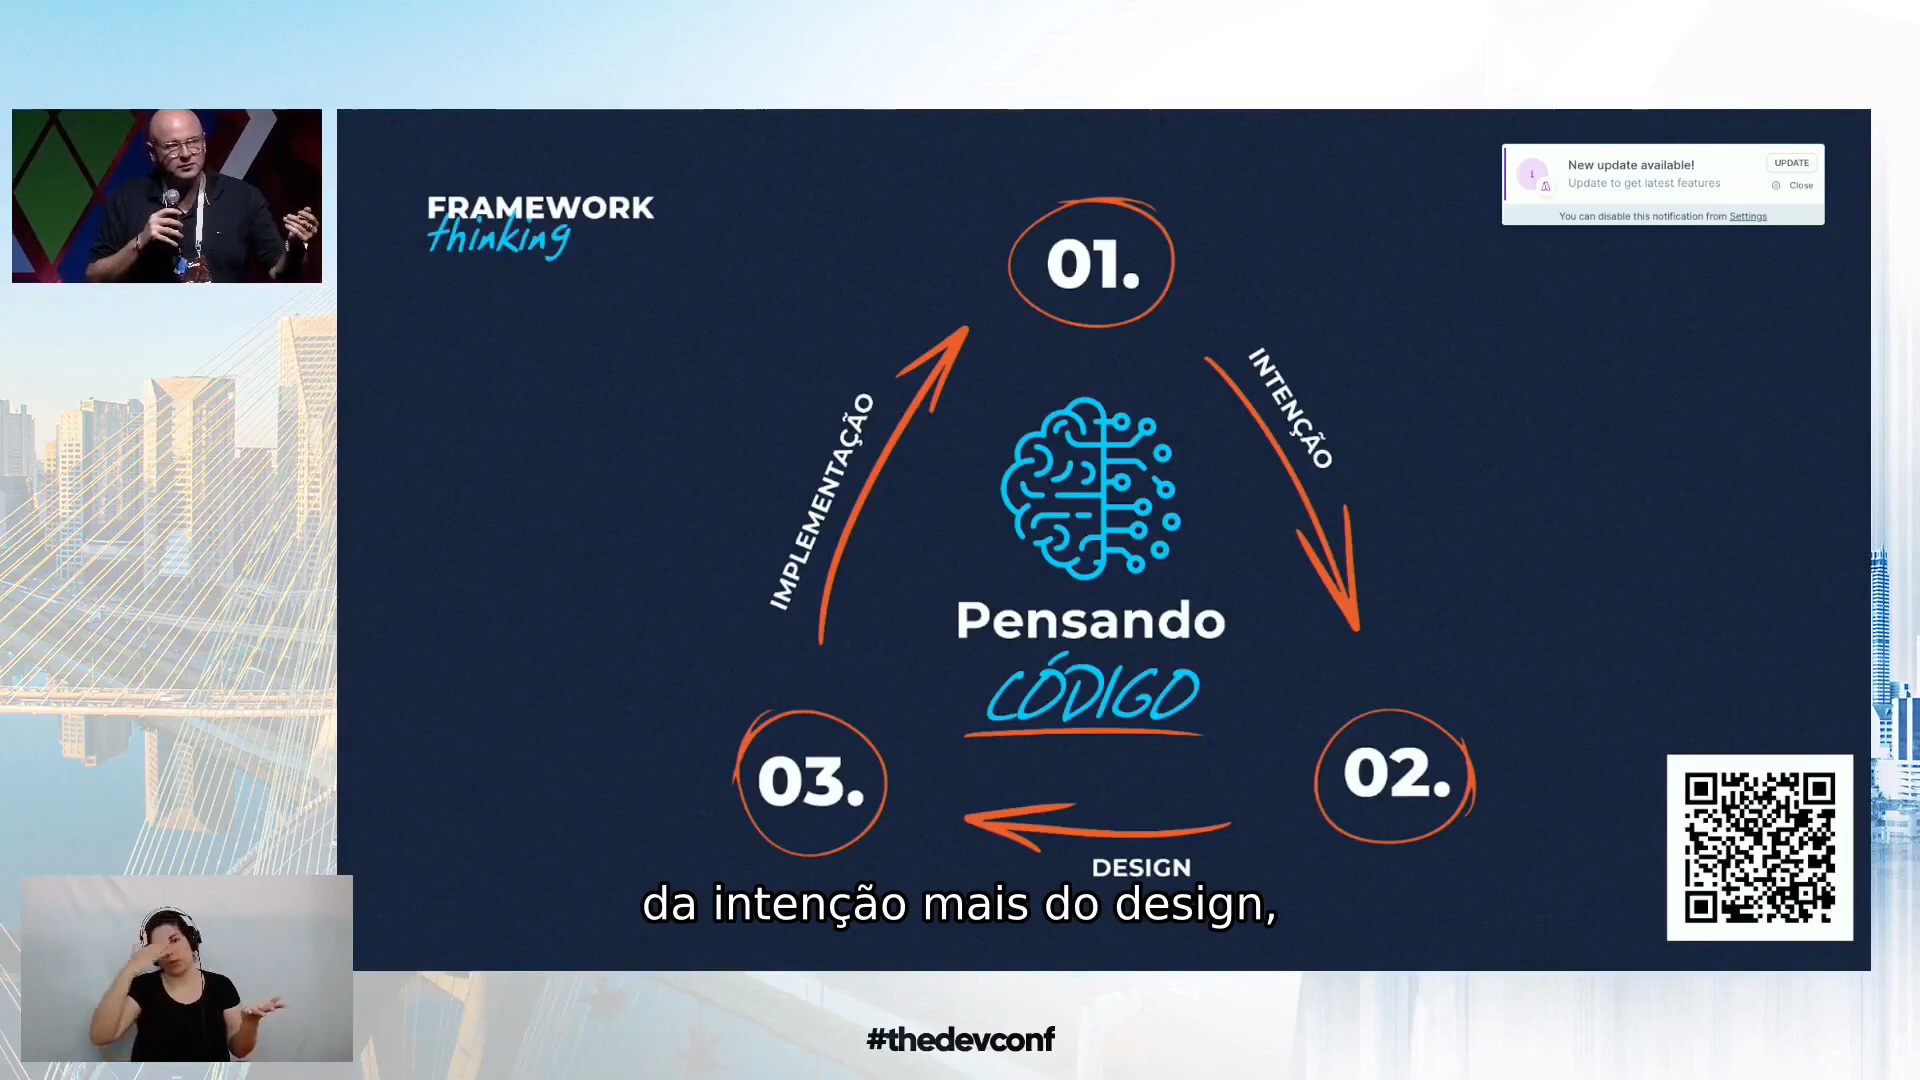 FRAMEWORK
thinking
New update available!
UPDATE
Update to get latest features
Close
You can disable this notification from Settings
01.
INTENÇÃO
IMPLEMENTAÇÃO
Pensando
CÓDIGO
03.
02.
DESIGN
da intenção mais do design,
#thedevconf